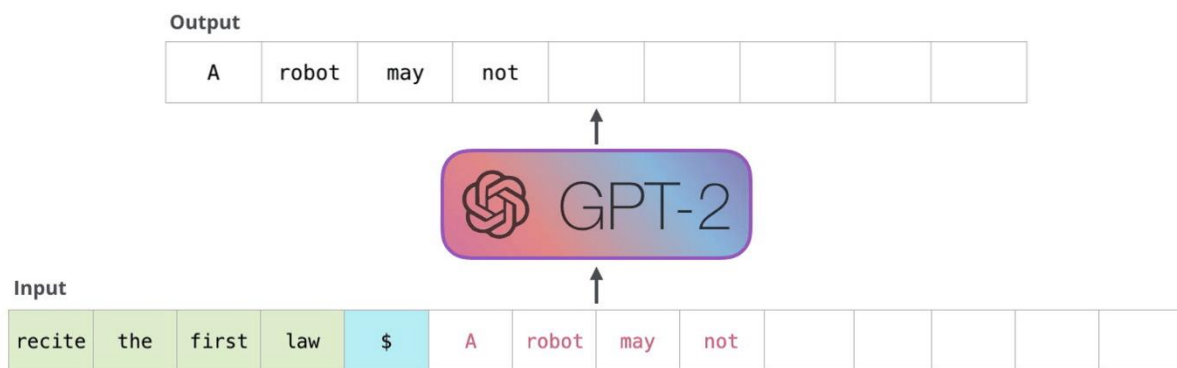 Output
A robot may not
GPT-2
Input
recite the first law $ A robot may not